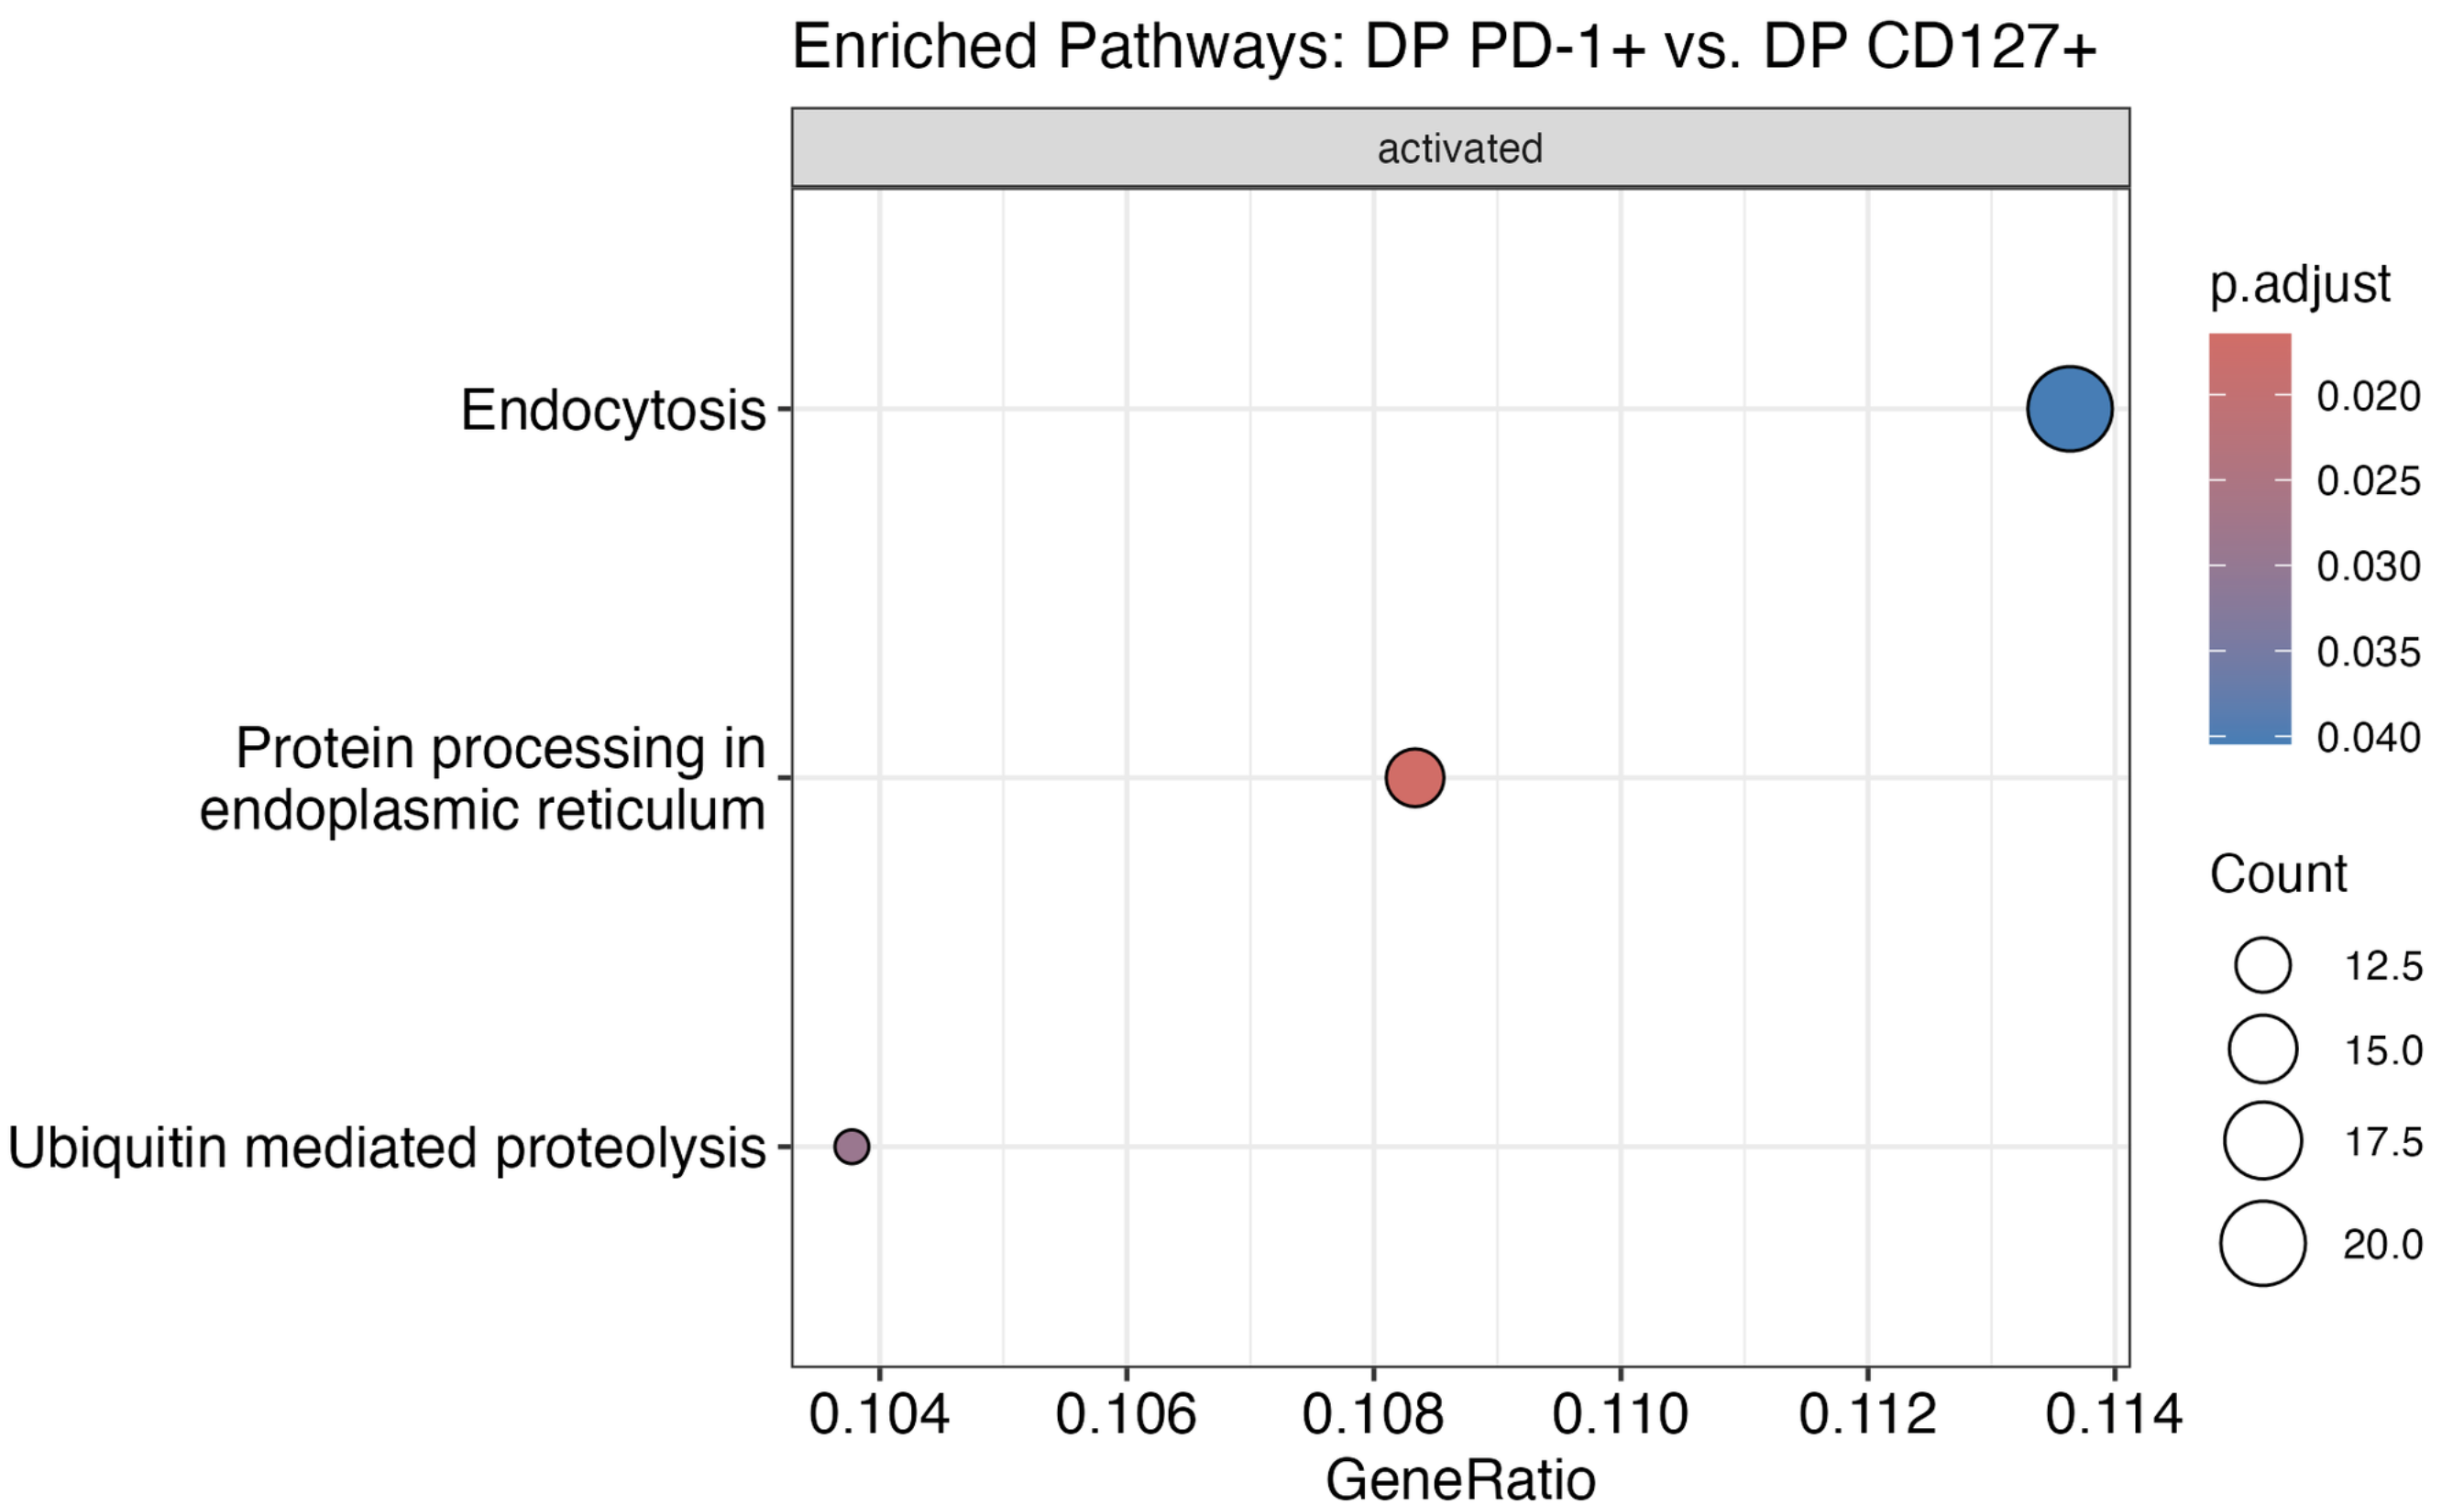 Enriched Pathways: DP PD-1+ vs. DP CD127+
activated
Endocytosis
Protein processing in
endoplasmic reticulum
Ubiquitin mediated proteolysis
0.104 0.106 0.108 0.110 0.112 0.114
GeneRatio
p.adjust
0.020
0.025
0.030
0.035
0.040
Count
12.5
15.0
17.5
20.0